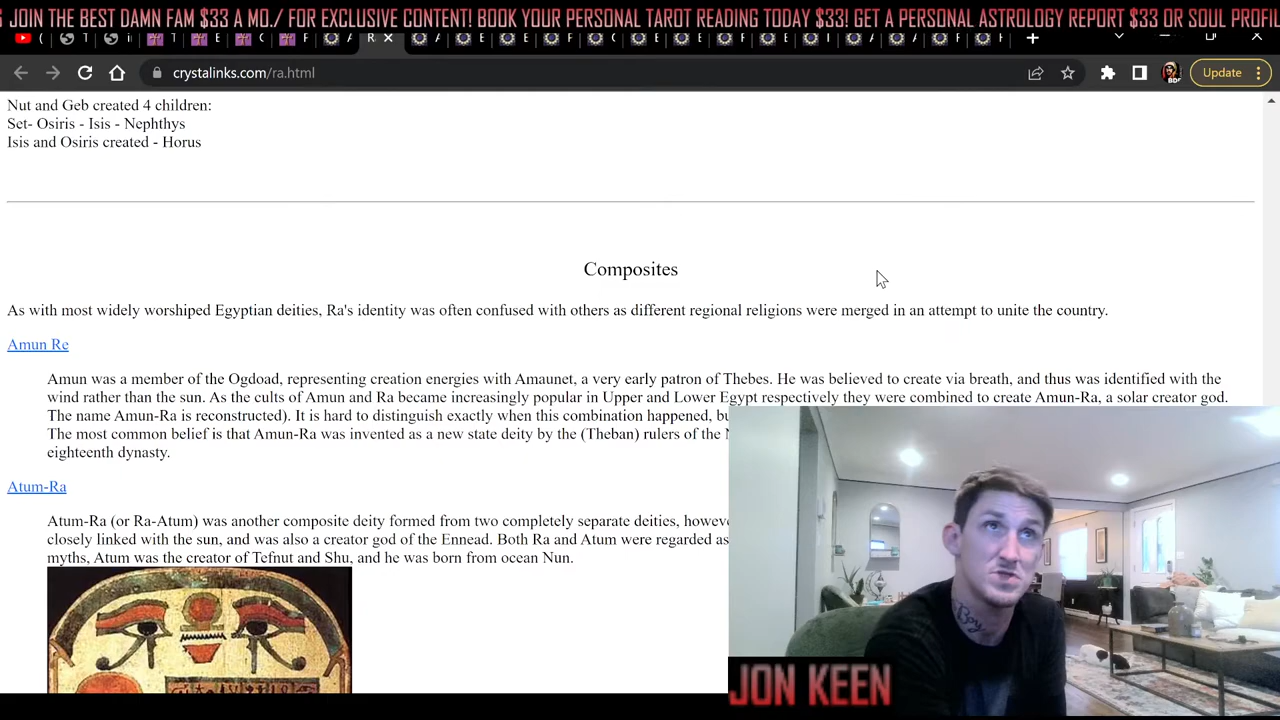 S JOIN THE BEST DAMN FAM $33 A MO./ FOR EXCLUSIVE CONTENT! BOOK YOUR PERSONAL TAROT READING TODAY $33! GET A PERSONAL ASTROLOGY REPORT $33 OR SOUL PROFIL
crystalinks.com/ra.html
Update
Nut and Geb created 4 children:
Set- Osiris - Isis - Nephthys
Isis and Osiris created - Horus
Composites
As with most widely worshiped Egyptian deities, Ra's identity was often confused with others as different regional religions were merged in an attempt to unite the country.
Amun Re
Amun was a member of the Ogdoad, representing creation energies with Amaunet, a very early patron of Thebes. He was believed to create via breath, and thus was identified with the
wind rather than the sun. As the cults of Amun and Ra became increasingly popular in Upper and Lower Egypt respectively they were combined to create Amun-Ra, a solar creator god.
The name Amun-Ra is reconstructed). It is hard to distinguish exactly when this combination happened, bu
The most common belief is that Amun-Ra was invented as a new state deity by the (Theban) rulers of the
eighteenth dynasty.
Atum-Ra
Atum-Ra (or Ra-Atum) was another composite deity formed from two completely separate deities, howeve
closely linked with the sun, and was also a creator god of the Ennead. Both Ra and Atum were regarded as
myths, Atum was the creator of Tefnut and Shu, and he was born from ocean Nun.
Boy
JON KEEN